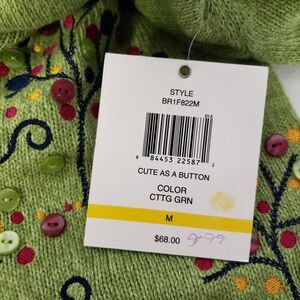 STYLE
BR1F822M
8 84453 22587 2
CUTE AS A BUTTON
COLOR
CTTG GRN
M
$68.00